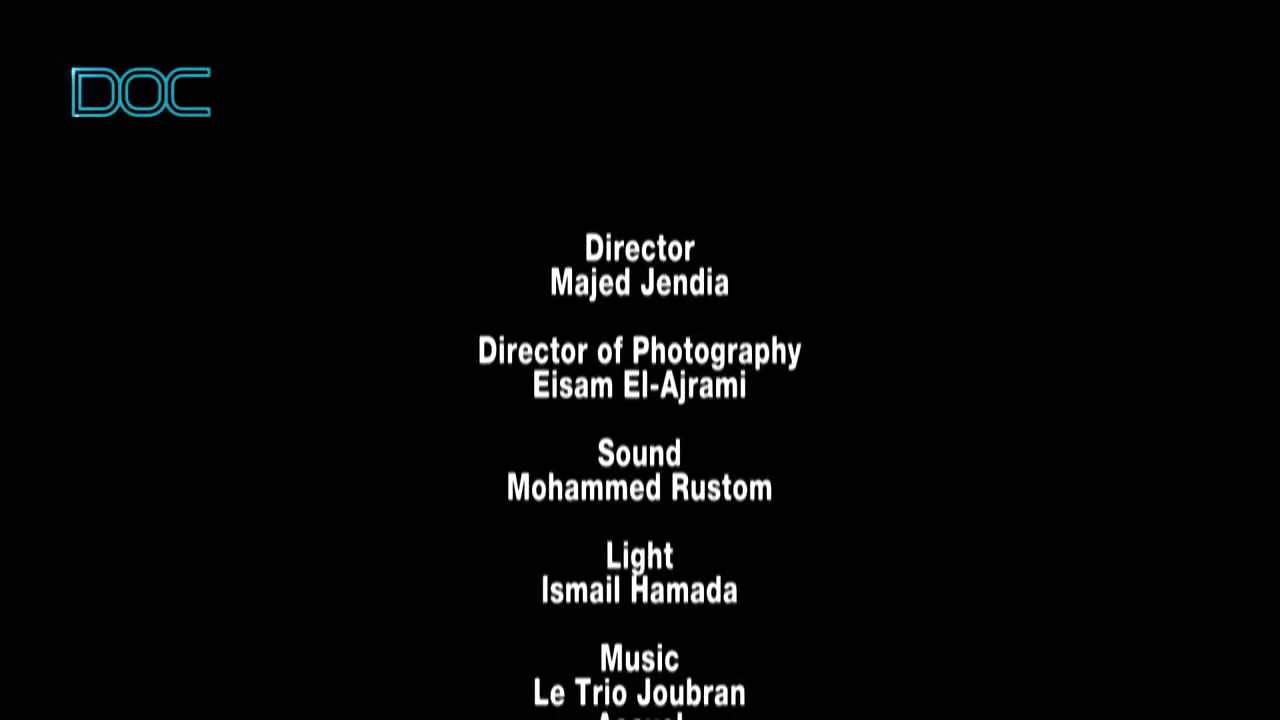 DOC
Director
Majed Jendia
Director of Photography
Eisam El-Ajrami
Sound
Mohammed Rustom
Light
Ismail Hamada
Music
Le Trio Joubran